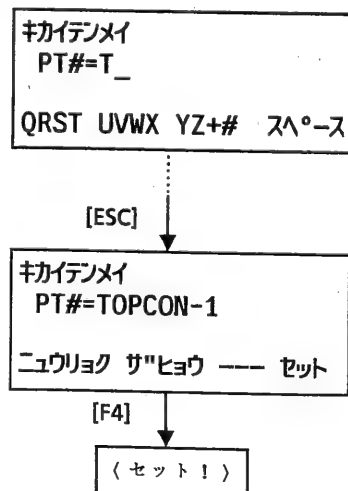 キカイテンメイ
PT#=T_
QRST UVWX YZ+# スペース
[ESC]
キカイテンメイ
PT#=TOPCON-1
ニュウリョク サ"ヒョウ --- セット
[F4]
〈セット！〉